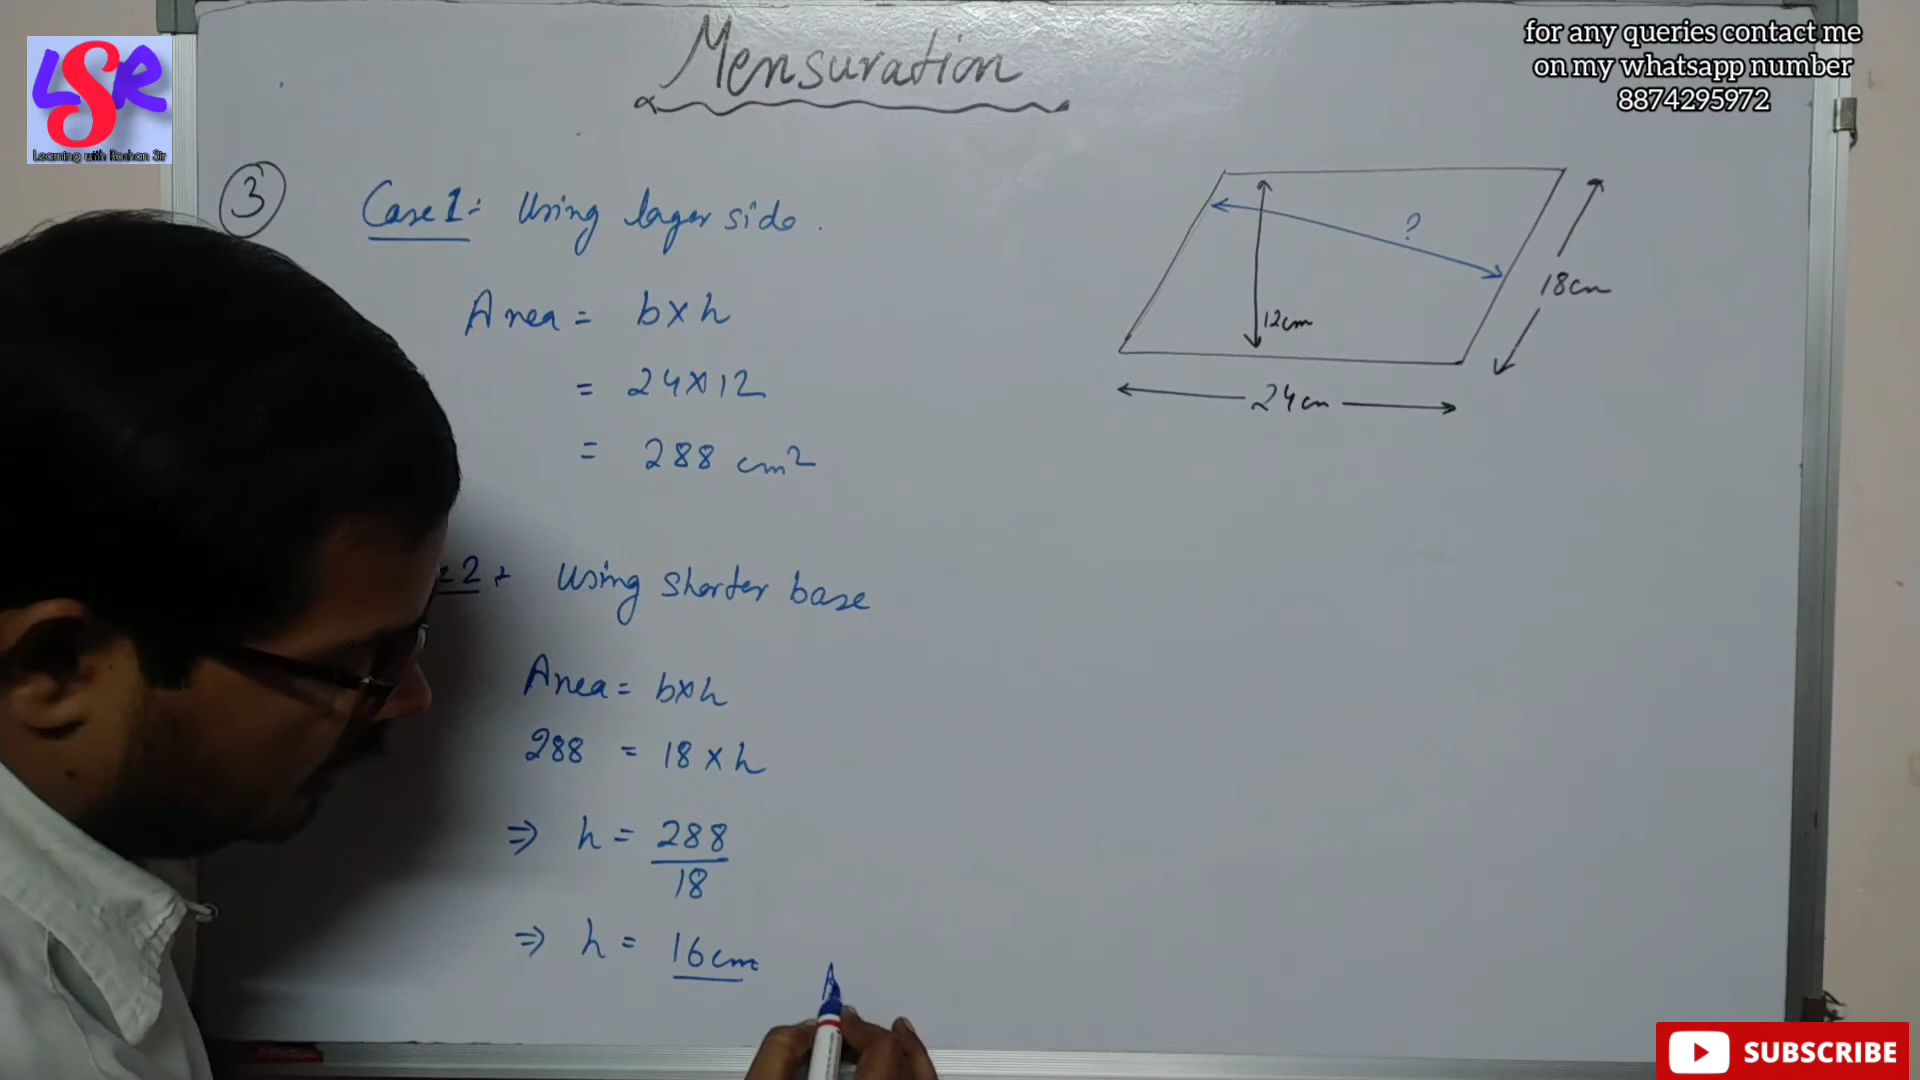 LSR
Learning with Roshan Sir
for any queries contact me
on my whatsapp number
8874295972
Mensuration
3
Case 1:- Using lager side.
Area = b×h
= 24×12
= 288 cm²
?
12cm
18cm
24cm
2 :- Using shorter base
Area = b×h
288 = 18×h
⇒ h = 288
18
⇒ h = 16cm
A
SUBSCRIBE